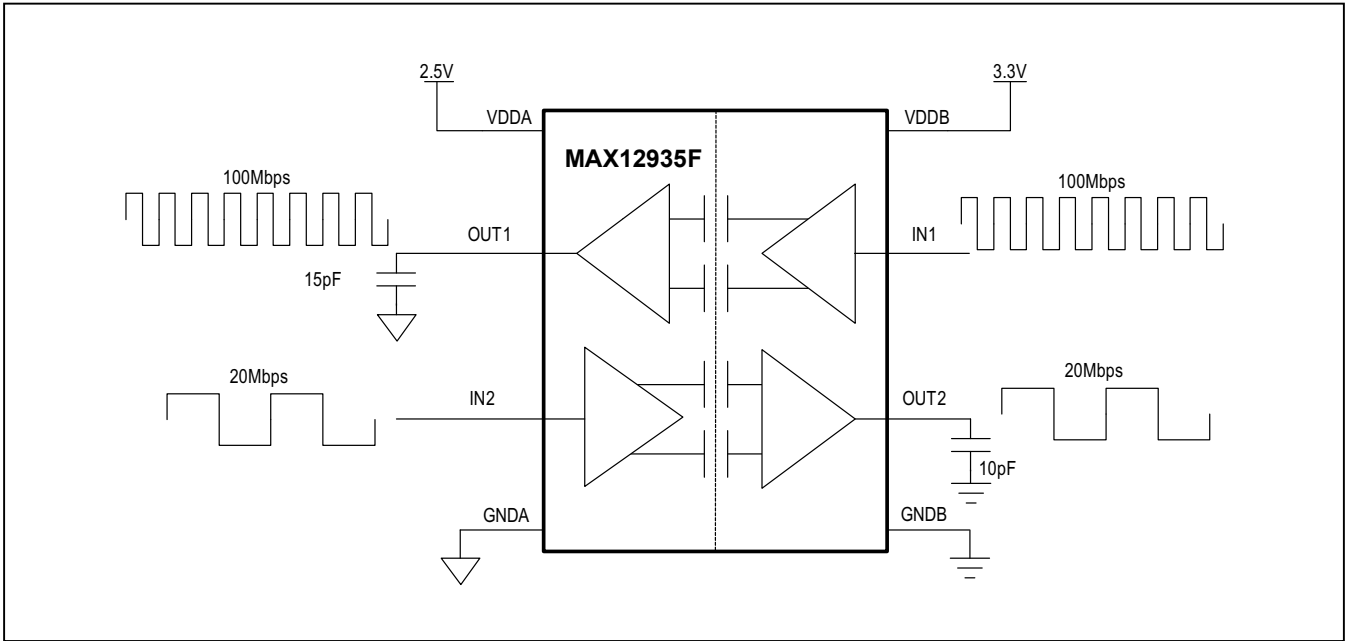 2.5V
3.3V
VDDA
VDDB
MAX12935F
100Mbps
100Mbps
OUT1
IN1
15pF
20Mbps
20Mbps
IN2
OUT2
10pF
GNDA
GNDB